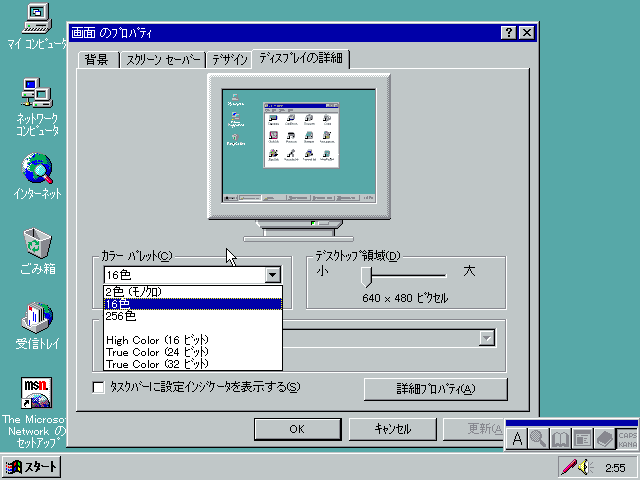 画面 のプロパティ
背景
スクリーン セーバー
デザイン
ディスプレイの詳細
マイ コンピュータ
ネットワーク
コンピュータ
インターネット
ごみ箱
受信トレイ
msn
The Microsof
Network の
セットアップ
カラー パレット(C)
16色
2色 (モノクロ)
16色
256色
High Color (16 ビット)
True Color (24 ビット)
True Color (32 ビット)
デスクトップ領域(D)
小
大
640 × 480 ピクセル
タスクバーに設定インジケータを表示する(S)
詳細プロパティ(A)
OK
キャンセル
更新(A
A
CAPS
KANA
スタート
2:55